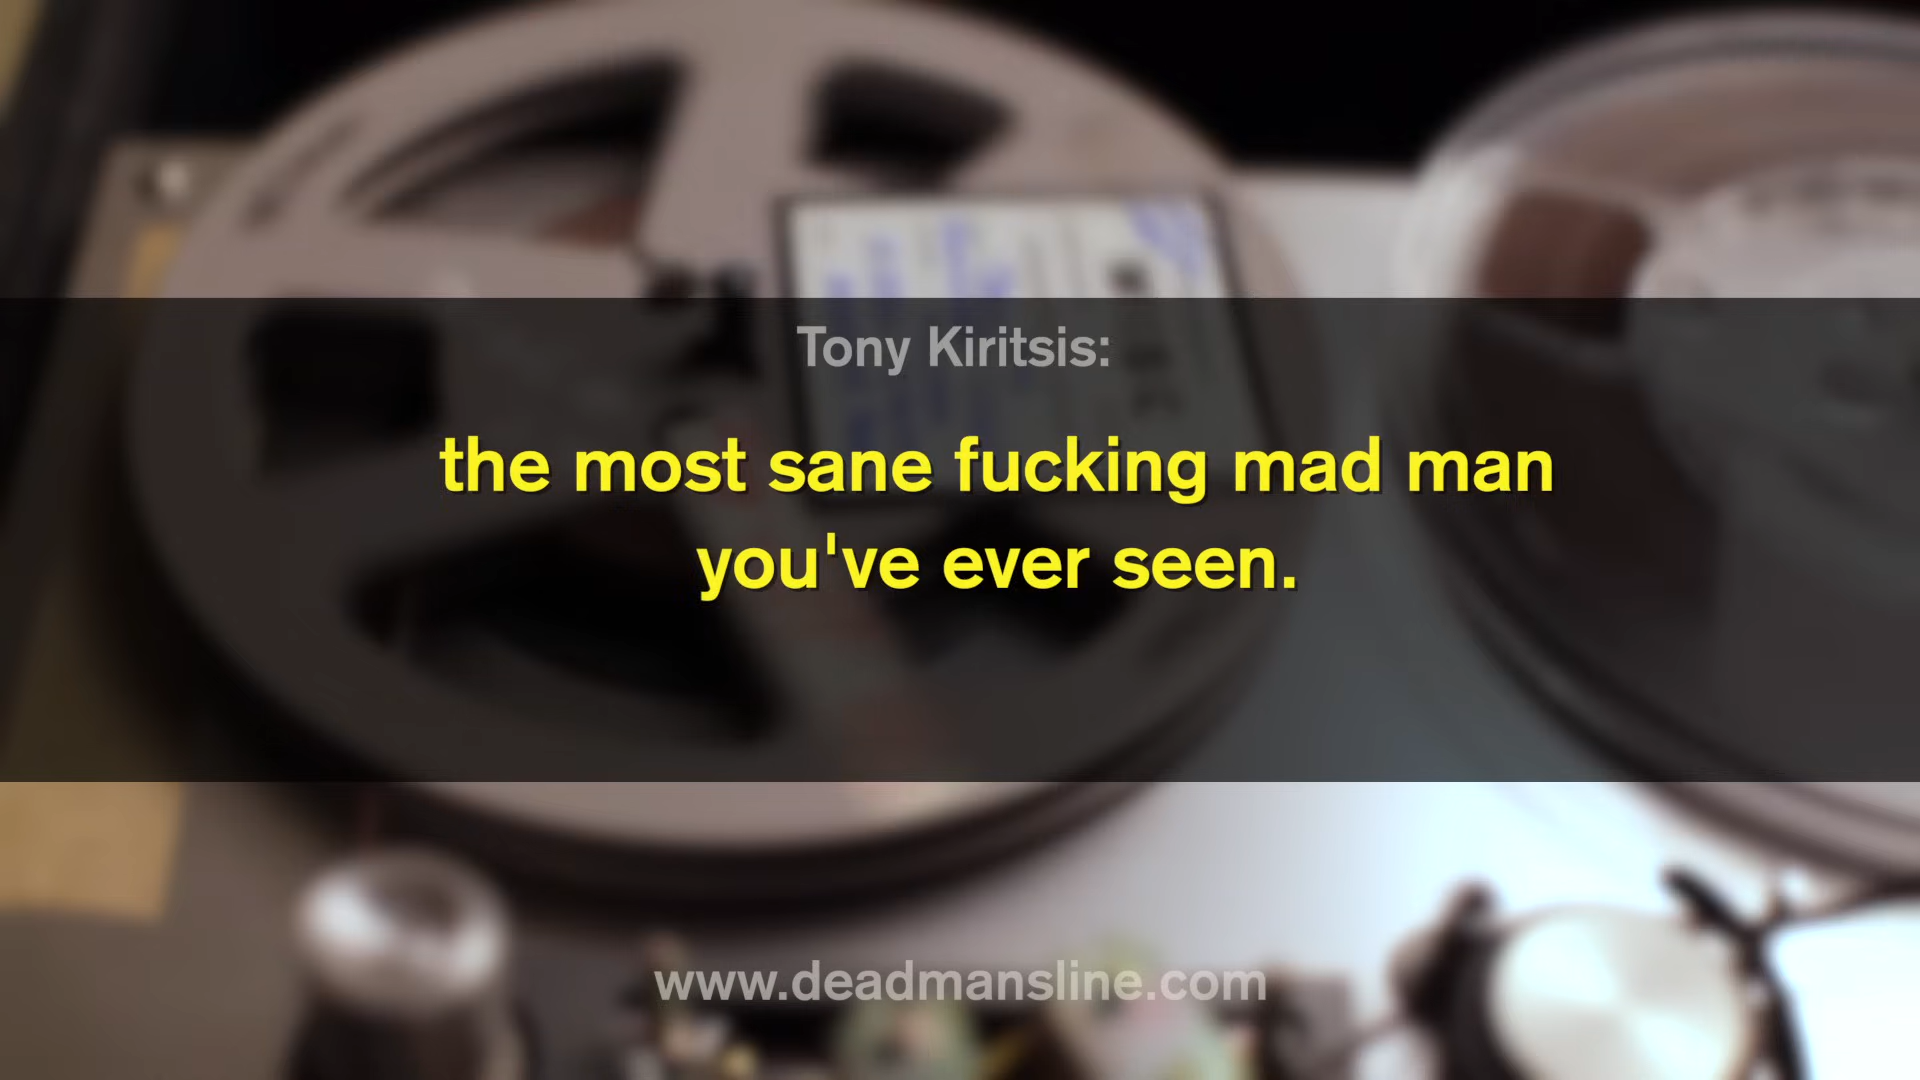 Tony Kiritsis:
the most sane fucking mad man
you've ever seen.
www.deadmansline.com